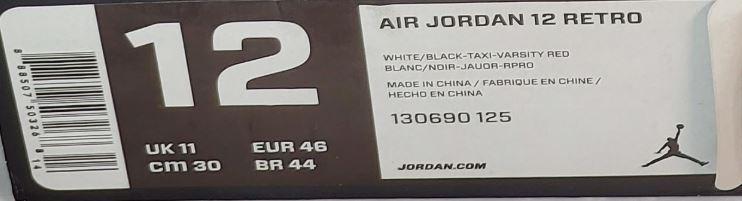 12
UK 11 EUR 46
cm 30 BR 44
AIR JORDAN 12 RETRO
WHITE/BLACK-TAXI-VARSITY RED
BLANC/NOIR-JAUOR-RPRO
MADE IN CHINA / FABRIQUE EN CHINE /
HECHO EN CHINA
130690 125
JORDAN.COM